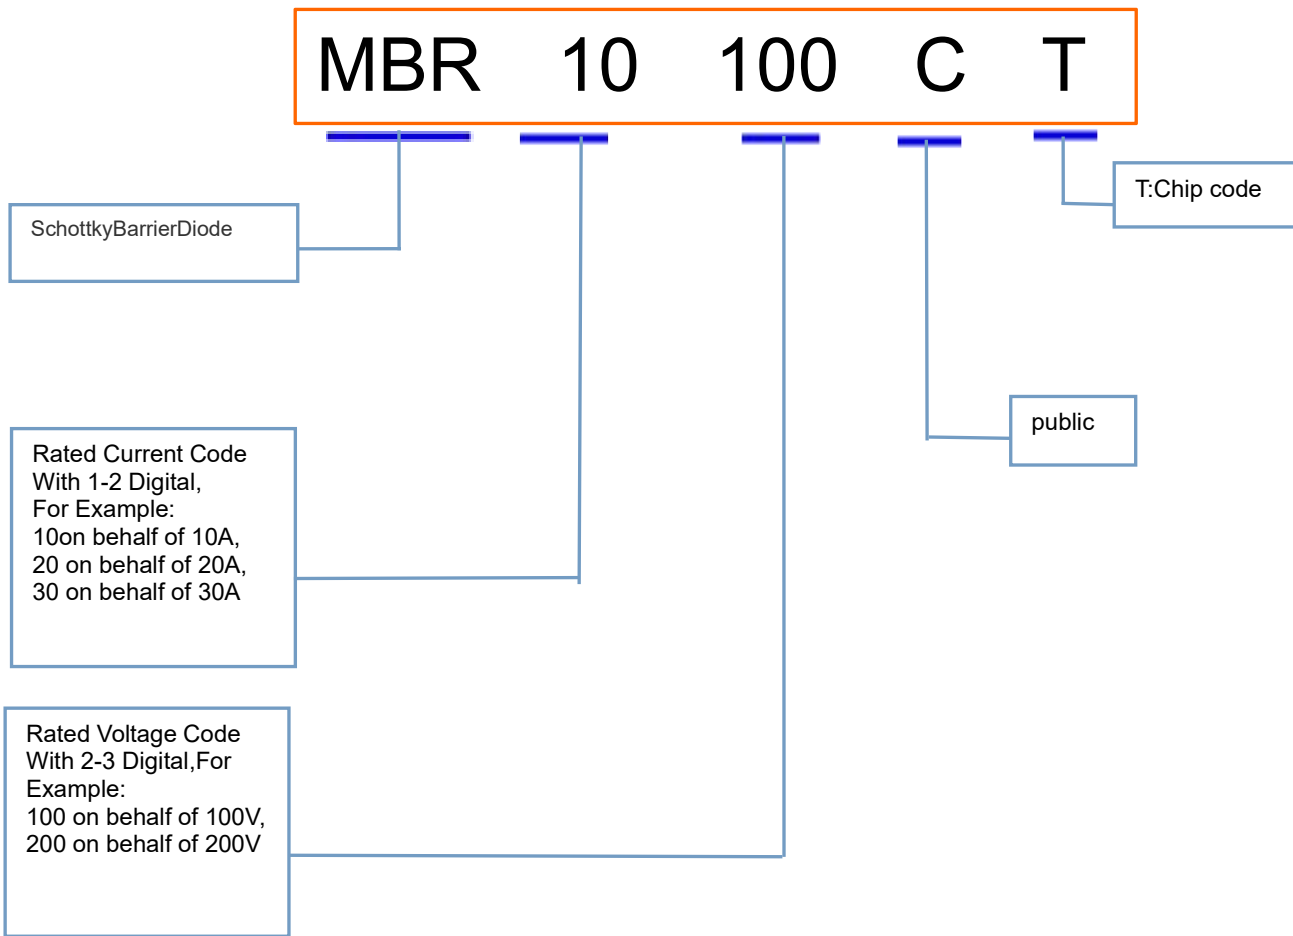 MBR 10 100 C T
T:Chip code
SchottkyBarrierDiode
public
Rated Current Code
With 1-2 Digital,
For Example:
10on behalf of 10A,
20 on behalf of 20A,
30 on behalf of 30A
Rated Voltage Code
With 2-3 Digital,For
Example:
100 on behalf of 100V,
200 on behalf of 200V